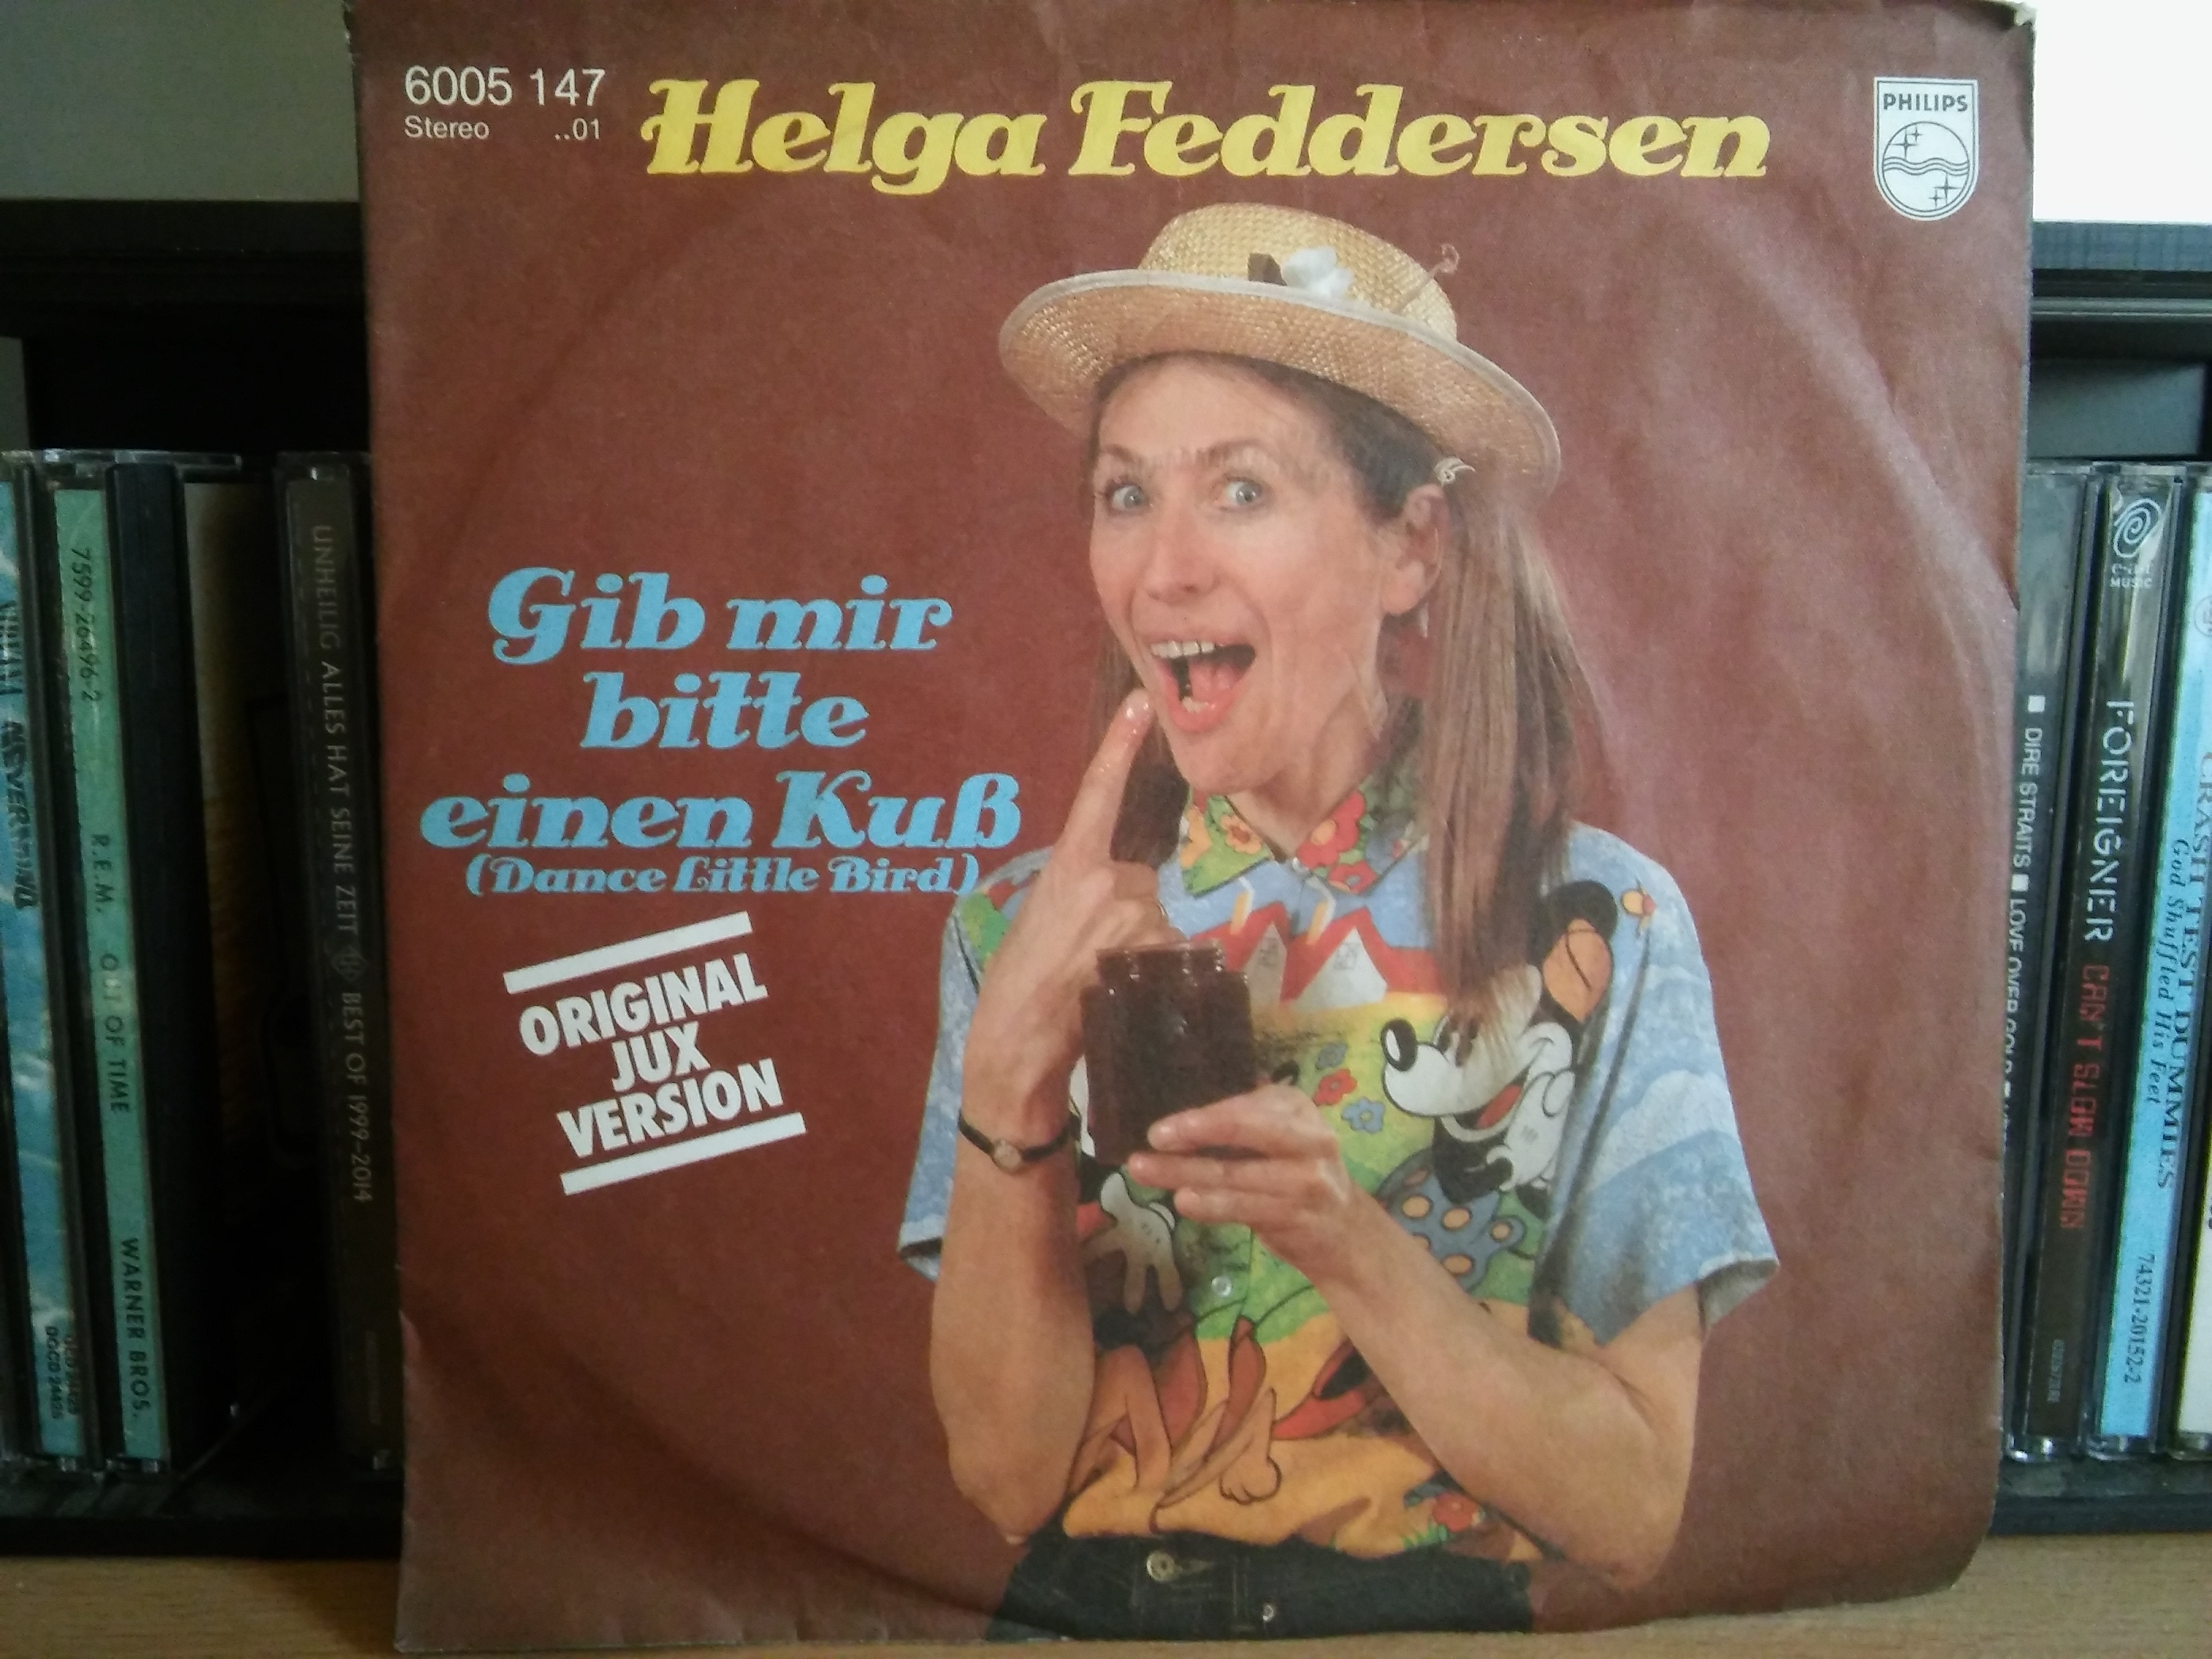 6005 147
Stereo ..01
Helga Feddersen
PHILIPS
Gib mir
bitte
einen Kuß
(Dance Little Bird)
ORIGINAL
JUX
VERSION
7599-26496-2 R.E.M. OUT OF TIME WARNER BROS.
UNHEILIG ALLES HAT SEINE ZEIT BEST OF 1999-2014
DIRE STRAITS LOVE OVER GOLD
MUSIC
FOREIGNER CAN'T SLOW DOWN
CRASH TEST DUMMIES
God Shuffled His Feet
74321-20152-2